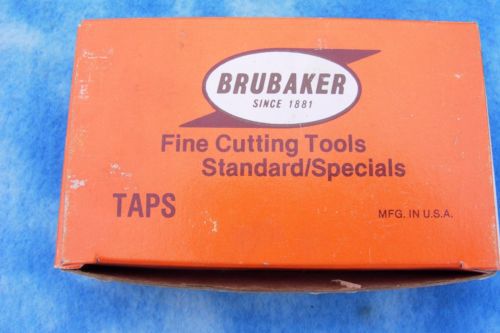 BRUBAKER
SINCE 1881
Fine Cutting Tools
Standard/Specials
TAPS
MFG. IN U.S.A.